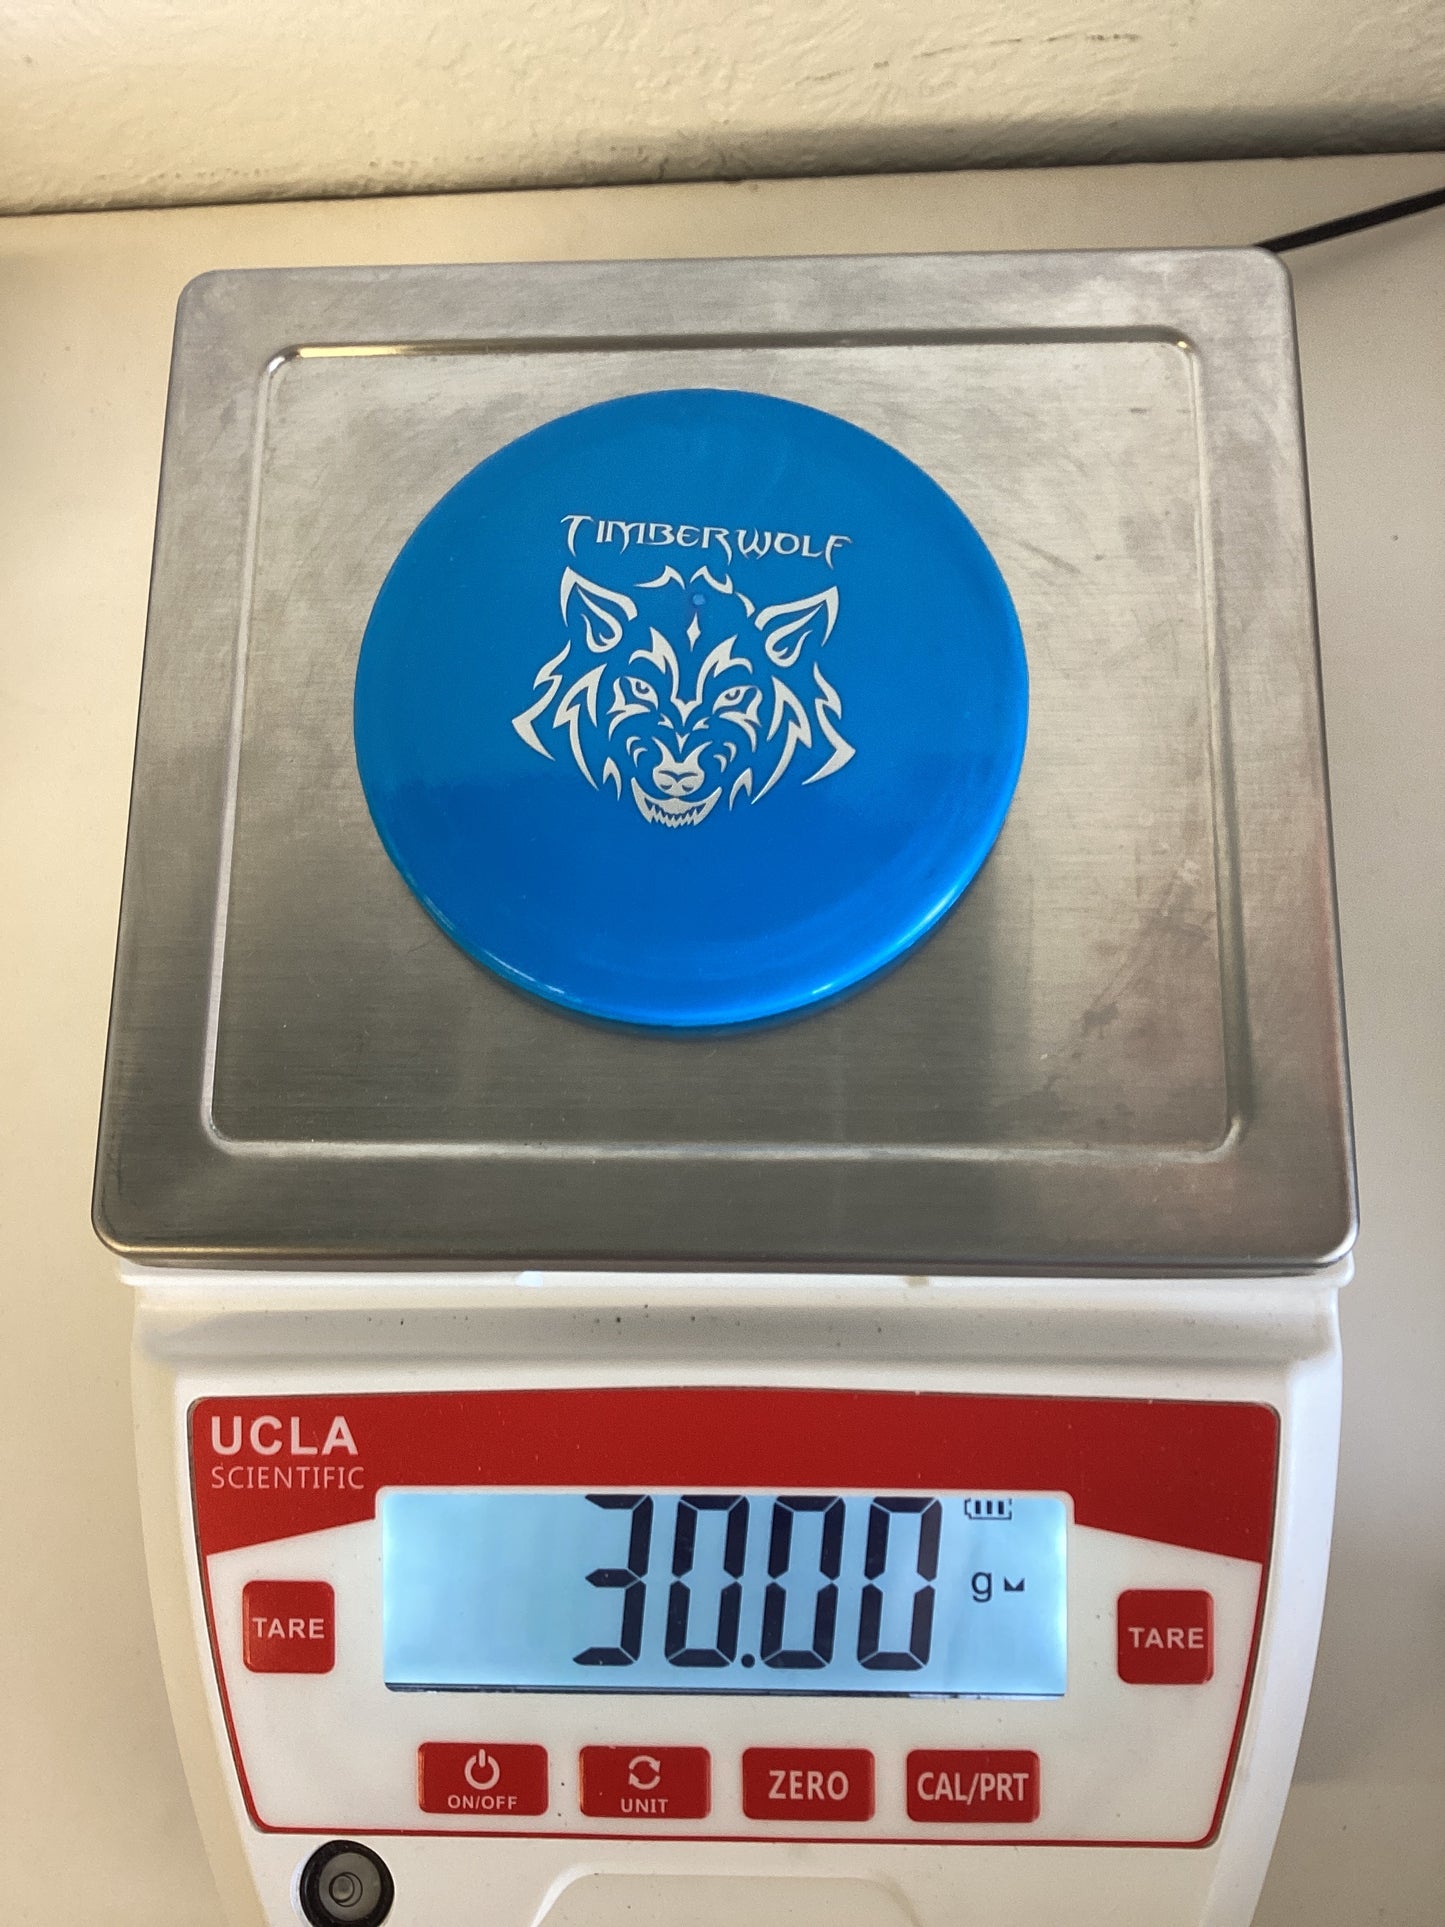 TIMBERWOLF
UCLA
SCIENTIFIC
30.00
g
TARE
TARE
ON/OFF
UNIT
ZERO
CAL/PRT